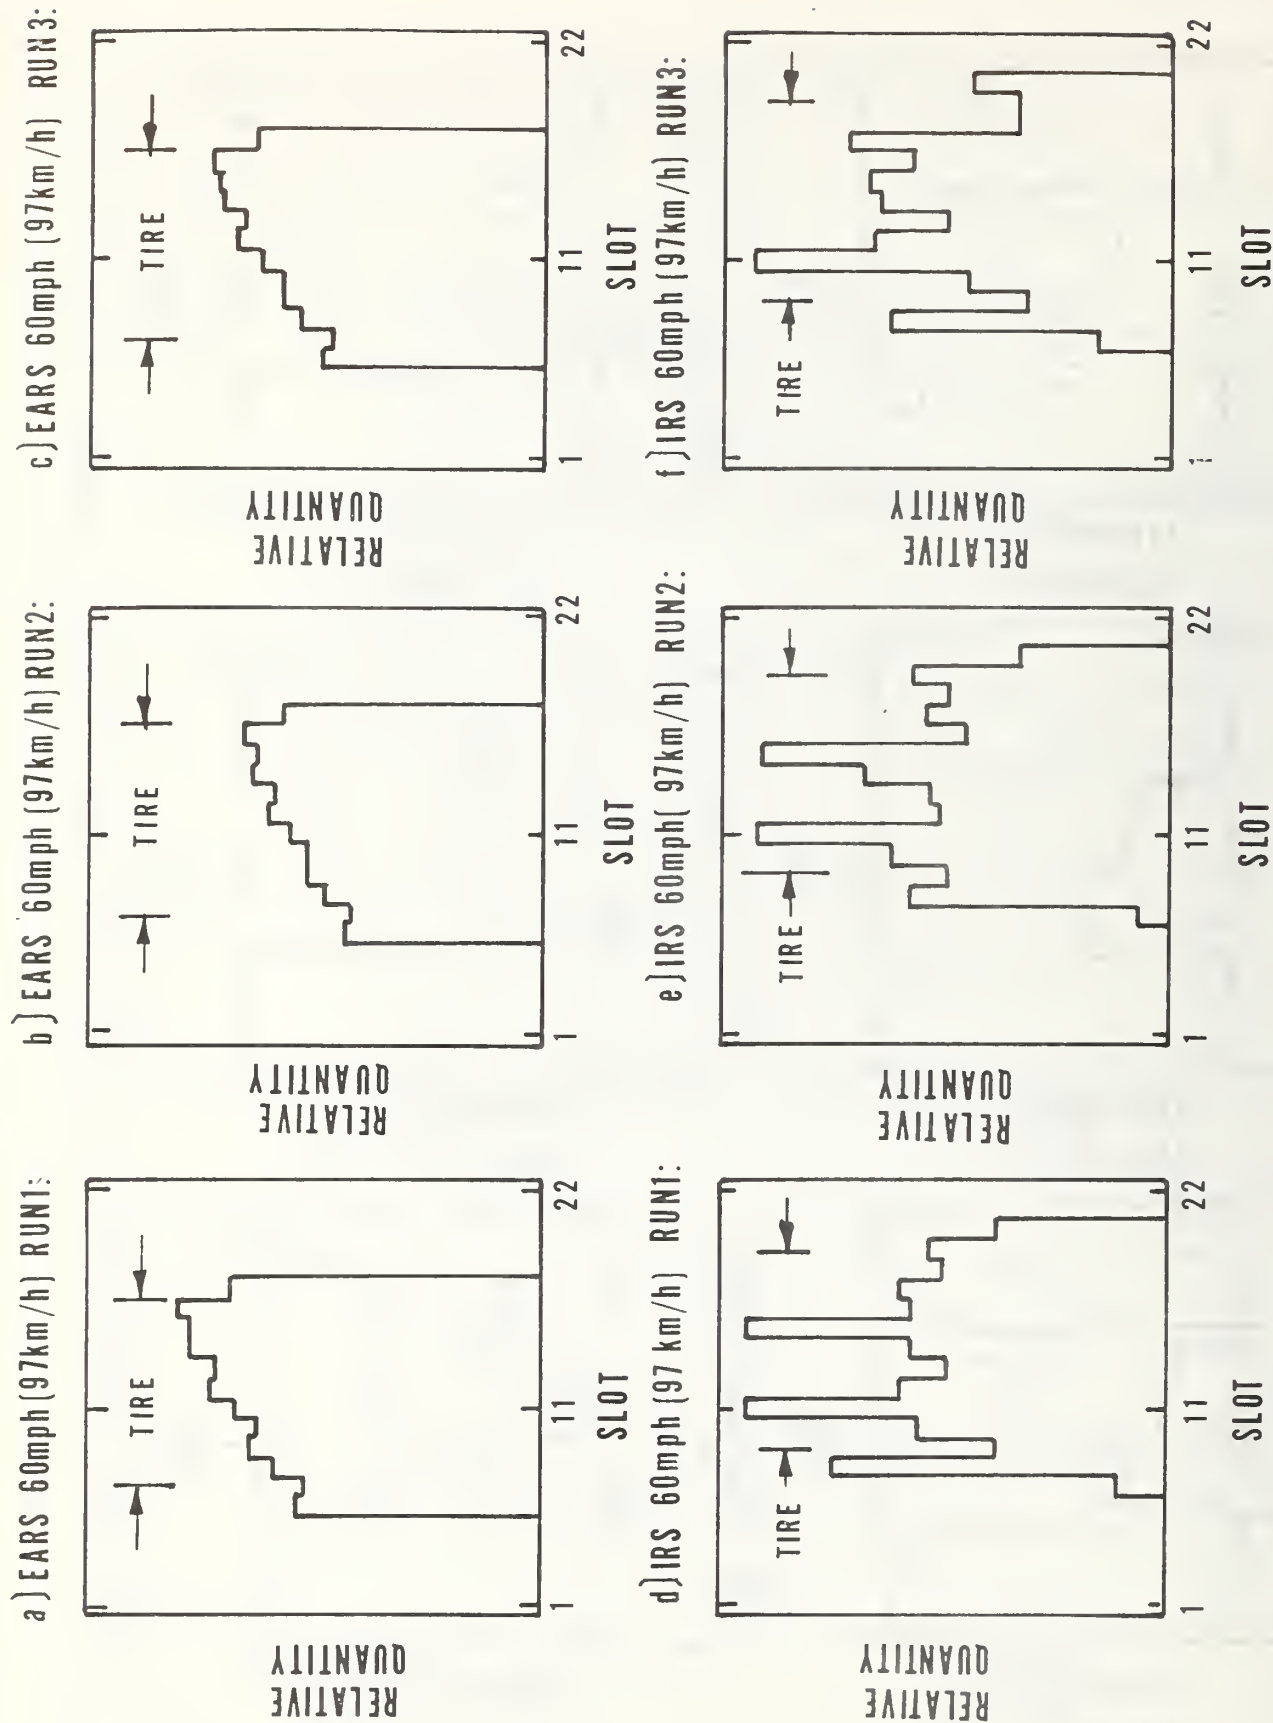 a) EARS 60mph (97km/h) RUN1:
TIRE
RELATIVE
QUANTITY
1 11 22
SLOT
b) EARS 60mph (97km/h) RUN2:
TIRE
RELATIVE
QUANTITY
1 11 22
SLOT
c) EARS 60mph (97km/h) RUN3:
TIRE
RELATIVE
QUANTITY
1 11 22
SLOT
d) IRS 60mph (97 km/h) RUN1:
TIRE
RELATIVE
QUANTITY
1 11 22
SLOT
e) IRS 60mph ( 97km/h) RUN2:
TIRE
RELATIVE
QUANTITY
1 11 22
SLOT
f) IRS 60mph (97km/h) RUN3:
TIRE
RELATIVE
QUANTITY
1 11 22
SLOT